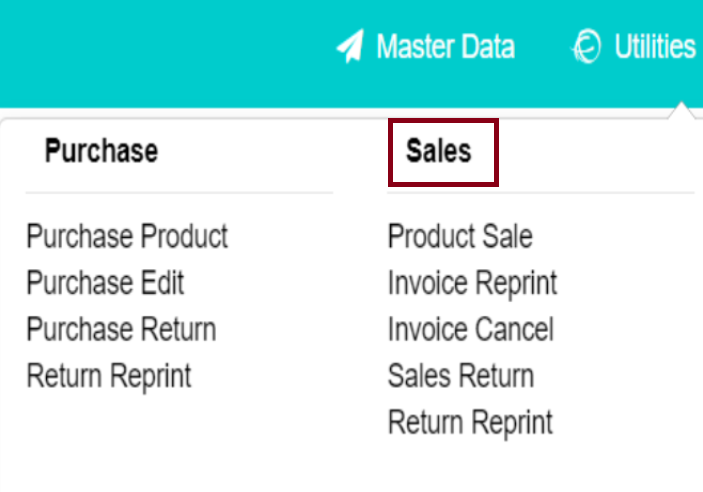 Master Data Utilities
Purchase
Purchase Product
Purchase Edit
Purchase Return
Return Reprint
Sales
Product Sale
Invoice Reprint
Invoice Cancel
Sales Return
Return Reprint